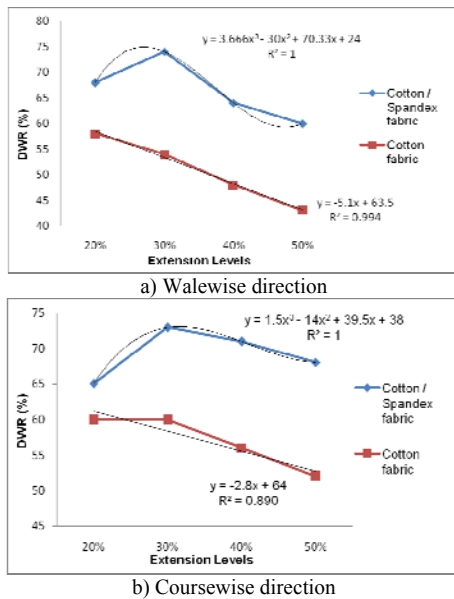 80
75
70
65
60
55
50
45
40
DWR (%)
y = 3.666x³ - 30x² + 70.33x + 24
R² = 1
Cotton /
Spandex
fabric
Cotton
fabric
y = -5.1x + 63.5
R² = 0.994
20% 30% 40% 50%
Extension Levels
a) Walewise direction
75
70
65
60
55
50
45
DWR (%)
y = 1.5x³ - 14x² + 39.5x + 38
R² = 1
Cotton /
Spandex
fabric
Cotton
fabric
y = -2.8x + 64
R² = 0.890
20% 30% 40% 50%
Extension Levels
b) Coursewise direction